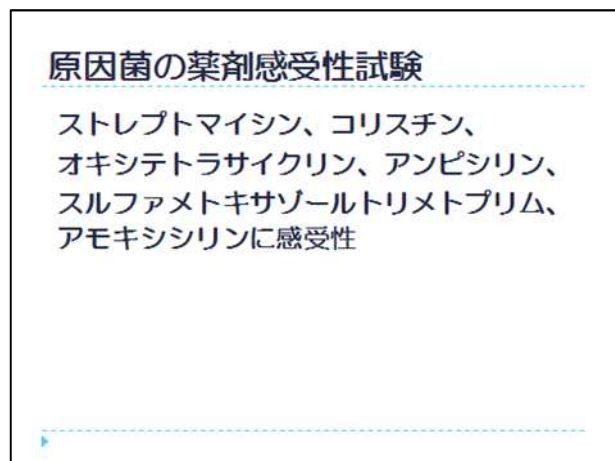 原因菌の薬剤感受性試験
ストレプトマイシン、コリスチン、
オキシテトラサイクリン、アンピシリン、
スルファメトキサゾールトリメトプリム、
アモキシシリンに感受性